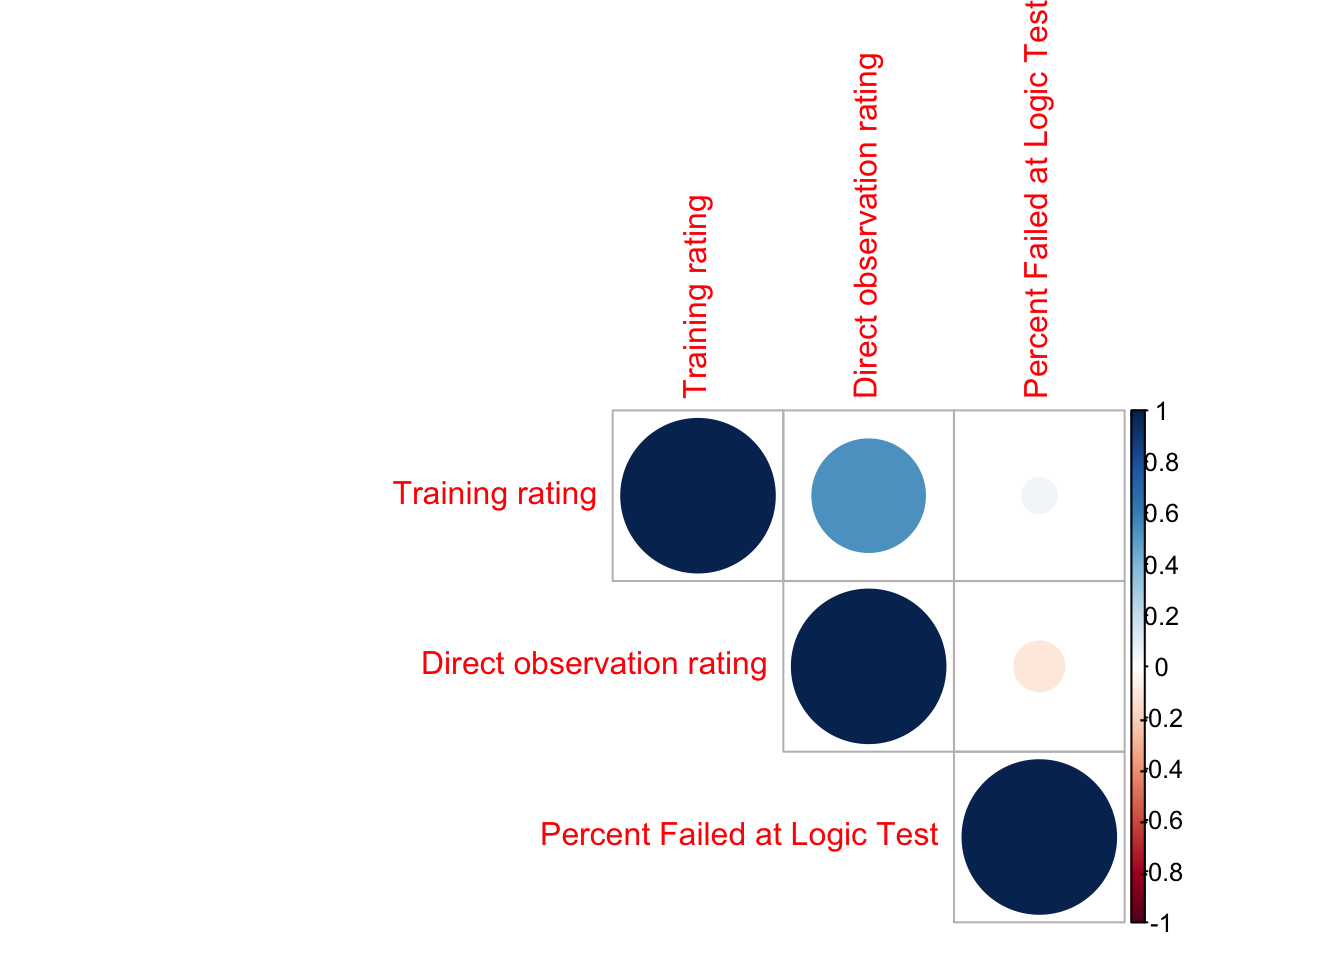 Training rating
Direct observation rating
Percent Failed at Logic Test
Training rating
Direct observation rating
Percent Failed at Logic Test
1
0.8
0.6
0.4
0.2
0
-0.2
-0.4
-0.6
-0.8
-1